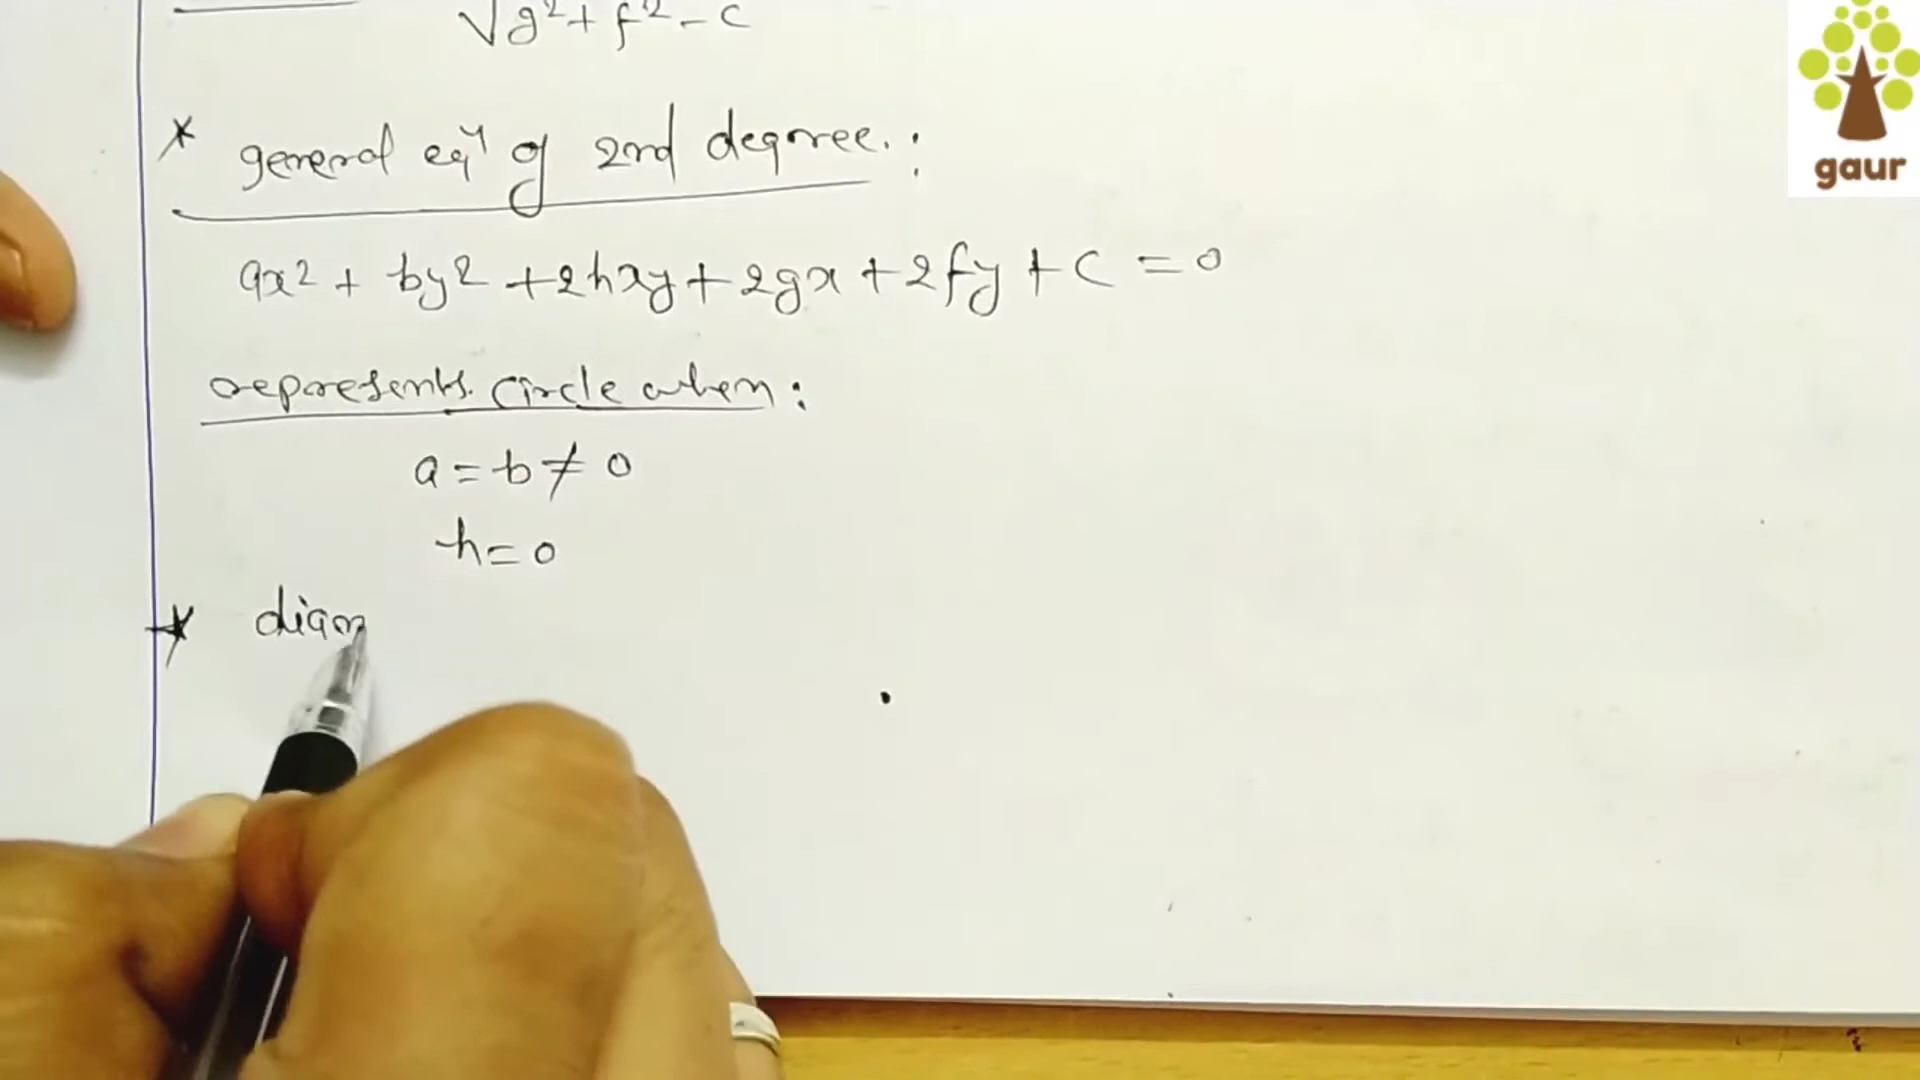 √g²+f²-c
gaur
* general eqⁿ of 2nd degree. :
ax2 + by2 + 2hxy + 2gx + 2fy + c = 0
represents. circle when :
a = b ≠ 0
h = 0
* diam